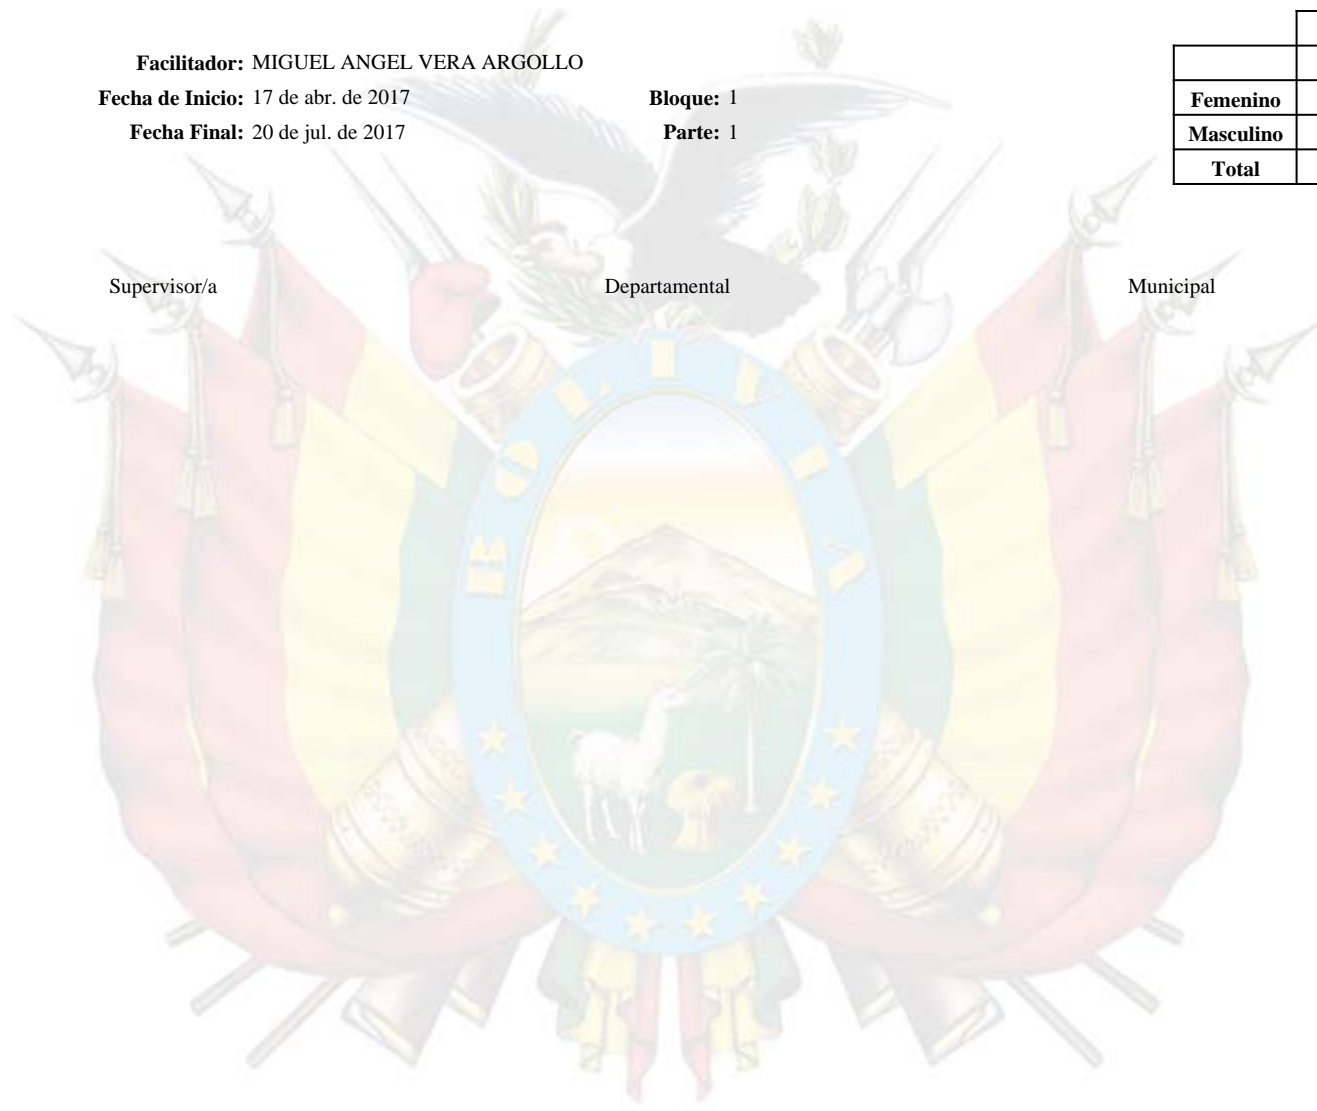 Facilitador: MIGUEL ANGEL VERA ARGOLLO
Fecha de Inicio: 17 de abr. de 2017 Bloque: 1
Femenino
Fecha Final: 20 de jul. de 2017 Parte: 1
Masculino
Total
Supervisor/a Departamental Municipal
BOLIVIA